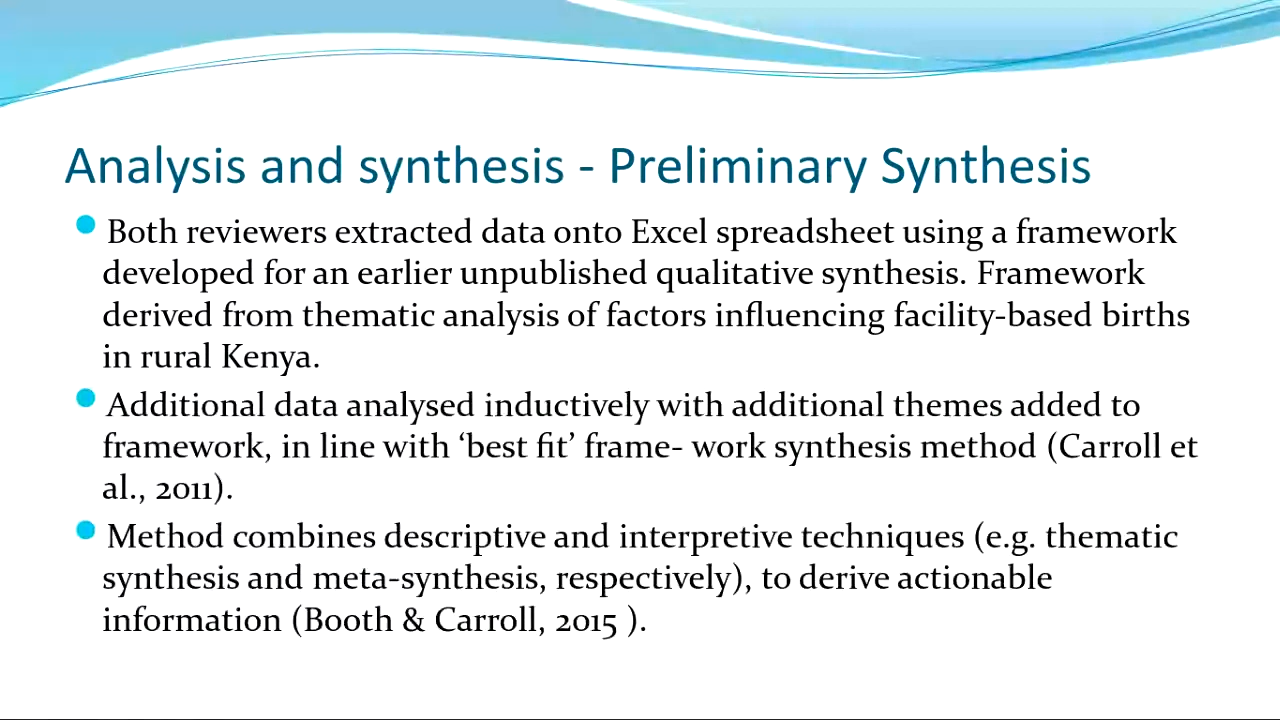 Analysis and synthesis - Preliminary Synthesis
Both reviewers extracted data onto Excel spreadsheet using a framework
developed for an earlier unpublished qualitative synthesis. Framework
derived from thematic analysis of factors influencing facility-based births
in rural Kenya.
Additional data analysed inductively with additional themes added to
framework, in line with ‘best fit’ frame- work synthesis method (Carroll et
al., 2011).
Method combines descriptive and interpretive techniques (e.g. thematic
synthesis and meta-synthesis, respectively), to derive actionable
information (Booth & Carroll, 2015 ).